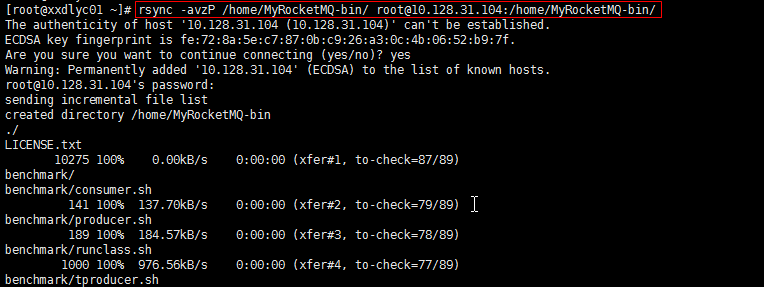 [root@xxdlyc01 ~]# rsync -avzP /home/MyRocketMQ-bin/ root@10.128.31.104:/home/MyRocketMQ-bin/
The authenticity of host '10.128.31.104 (10.128.31.104)' can't be established.
ECDSA key fingerprint is fe:72:8a:5e:c7:87:0b:c9:26:a3:0c:4b:06:52:b9:7f.
Are you sure you want to continue connecting (yes/no)? yes
Warning: Permanently added '10.128.31.104' (ECDSA) to the list of known hosts.
root@10.128.31.104's password:
sending incremental file list
created directory /home/MyRocketMQ-bin
./
LICENSE.txt
10275 100%    0.00kB/s    0:00:00 (xfer#1, to-check=87/89)
benchmark/
benchmark/consumer.sh
141 100%  137.70kB/s    0:00:00 (xfer#2, to-check=79/89)
benchmark/producer.sh
189 100%  184.57kB/s    0:00:00 (xfer#3, to-check=78/89)
benchmark/runclass.sh
1000 100%  976.56kB/s    0:00:00 (xfer#4, to-check=77/89)
benchmark/tproducer.sh